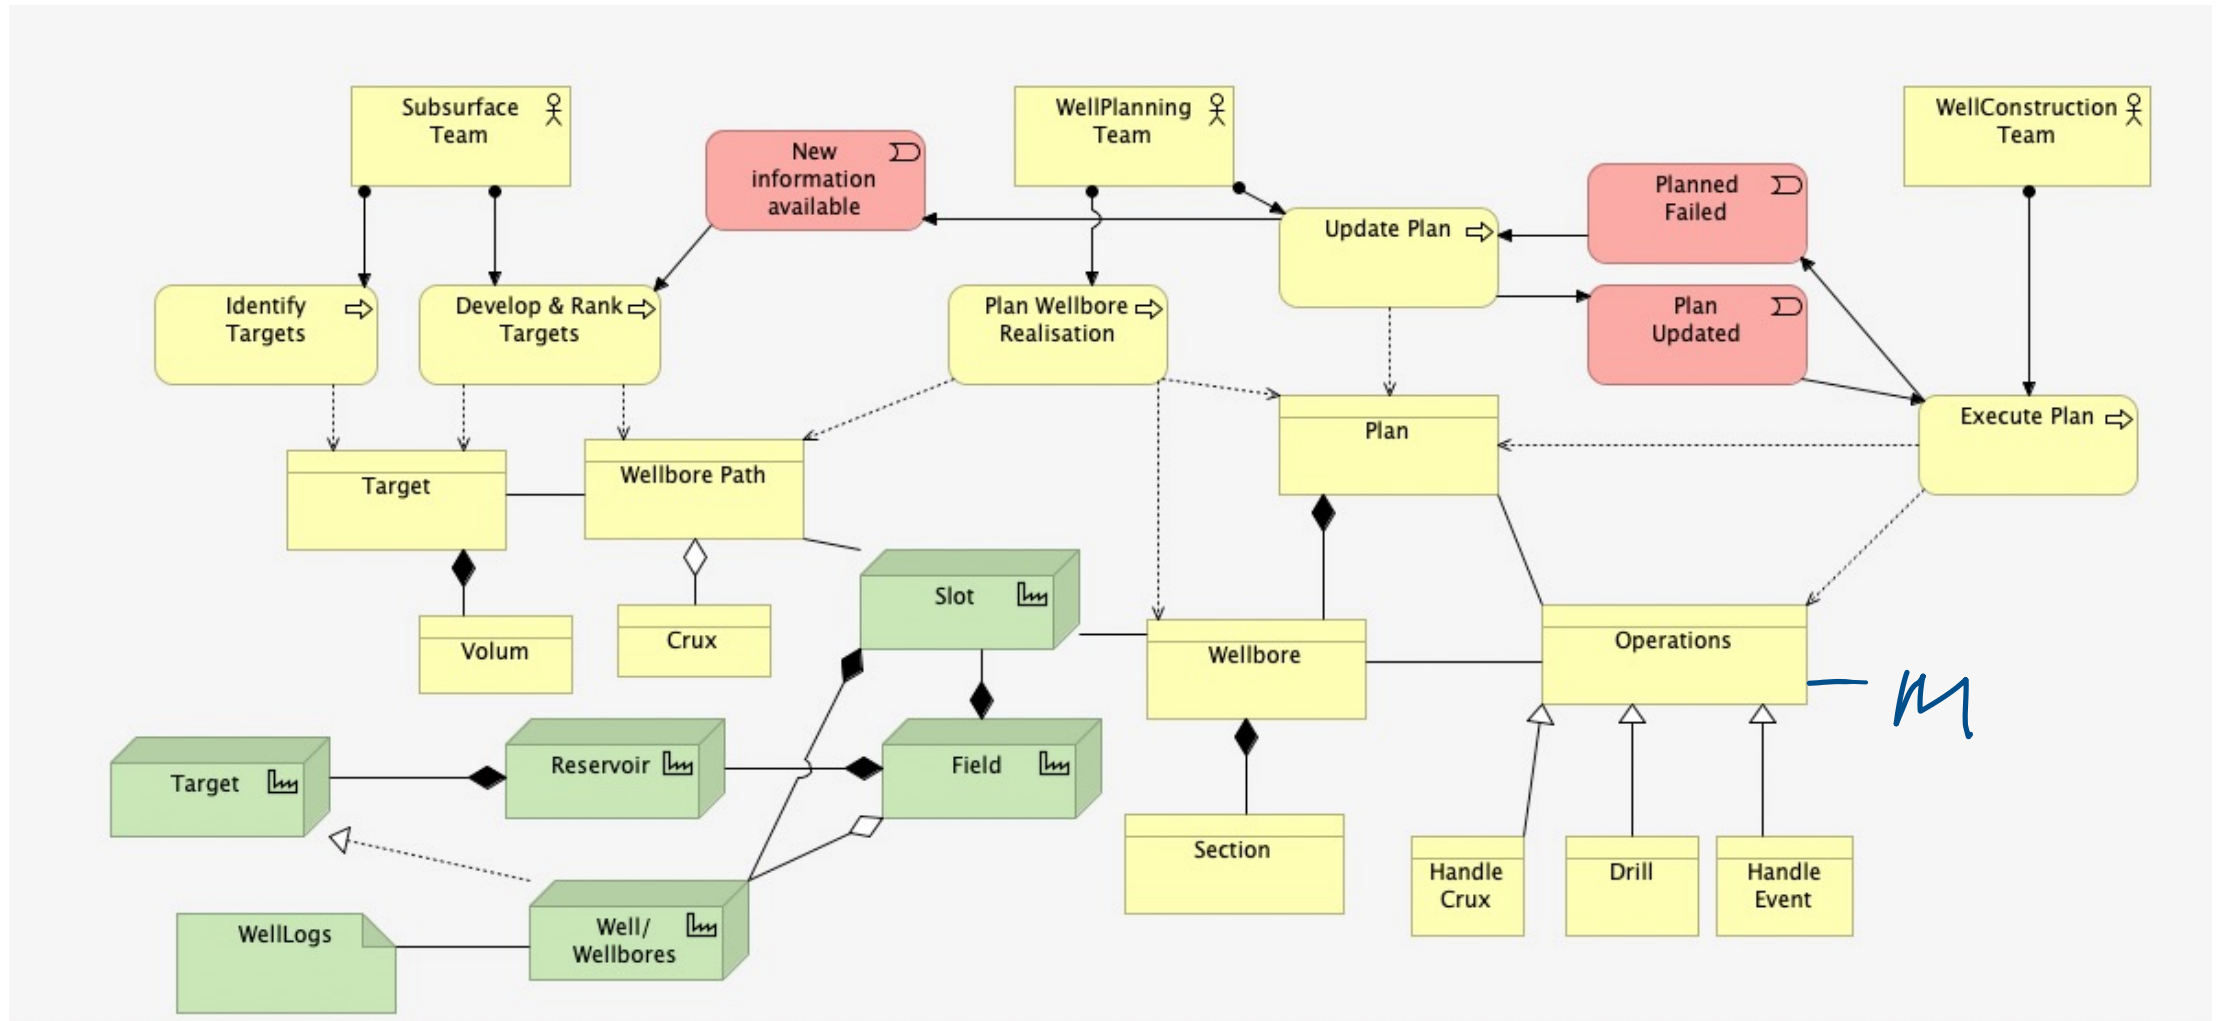 Subsurface
Team
WellPlanning
Team
WellConstruction
Team
New
information
available
Planned
Failed
Update Plan
Identify
Targets
Develop & Rank
Targets
Plan Wellbore
Realisation
Plan
Updated
Execute Plan
Target
Wellbore Path
Plan
Volum
Crux
Slot
Wellbore
Operations
M
Target
Reservoir
Field
Section
Handle
Crux
Drill
Handle
Event
WellLogs
Well/
Wellbores